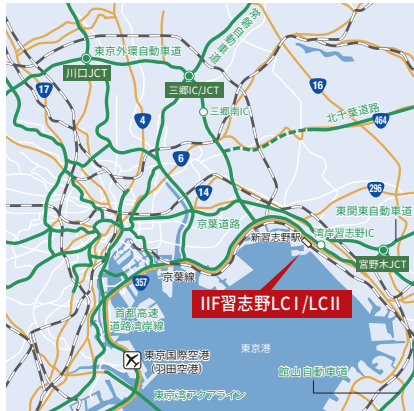 常磐自動車道
東京外環自動車道
川口JCT
三郷IC/JCT
17
16
三郷南IC
4
北千葉道路
464
6
14
296
京葉道路
東関東自動車道
新習志野駅
湾岸習志野IC
宮野木JCT
京葉線
357
IIF習志野LCⅠ/LCⅡ
首都高速
道路湾岸線
東京港
東京国際空港
(羽田空港)
館山自動車道
東京湾アクアライン